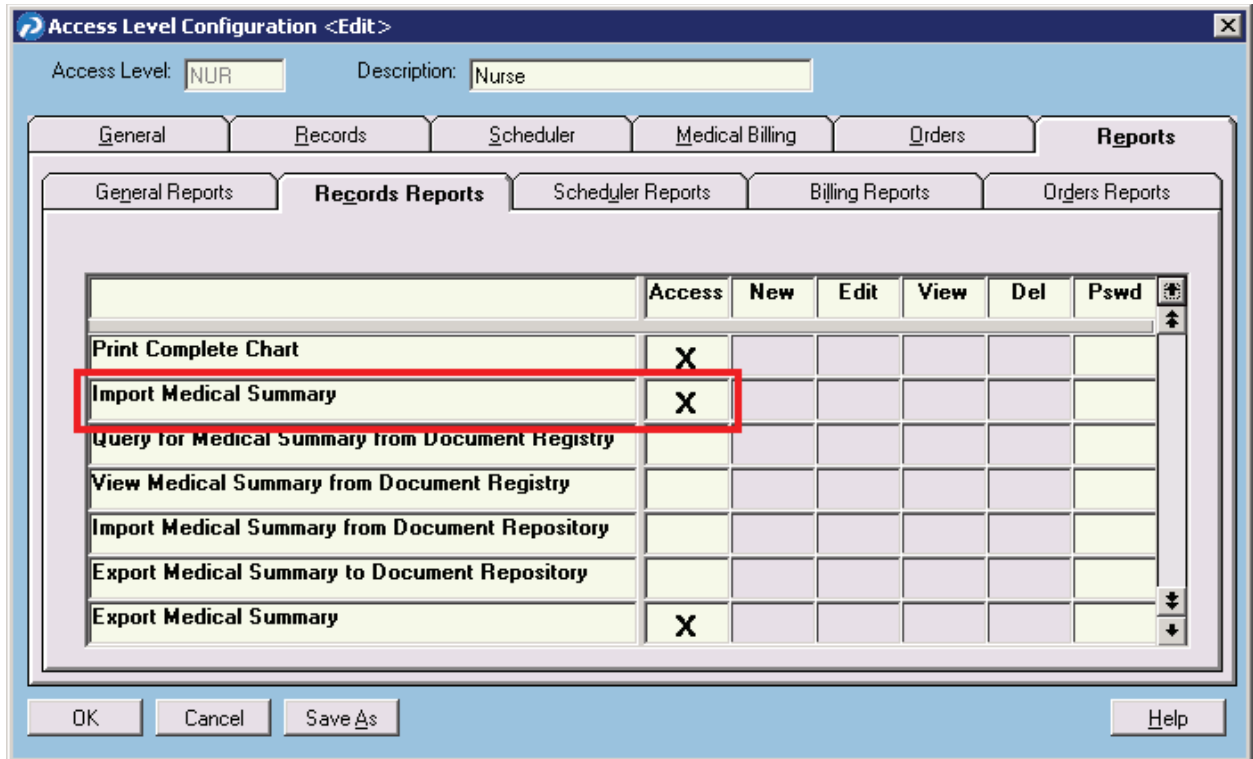 Access Level Configuration <Edit>
Access Level: NUR Description: Nurse
General Records Scheduler Medical Billing Orders Reports
General Reports Records Reports Scheduler Reports Billing Reports Orders Reports
Access New Edit View Del Pswd
Print Complete Chart X
Import Medical Summary X
Query for Medical Summary from Document Registry
View Medical Summary from Document Registry
Import Medical Summary from Document Repository
Export Medical Summary to Document Repository
Export Medical Summary X
OK Cancel Save As Help